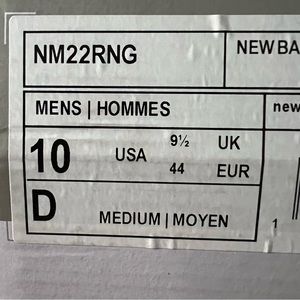 NM22RNG NEW BA
MENS | HOMMES new
10 USA 9½ UK
44 EUR
D MEDIUM | MOYEN 1